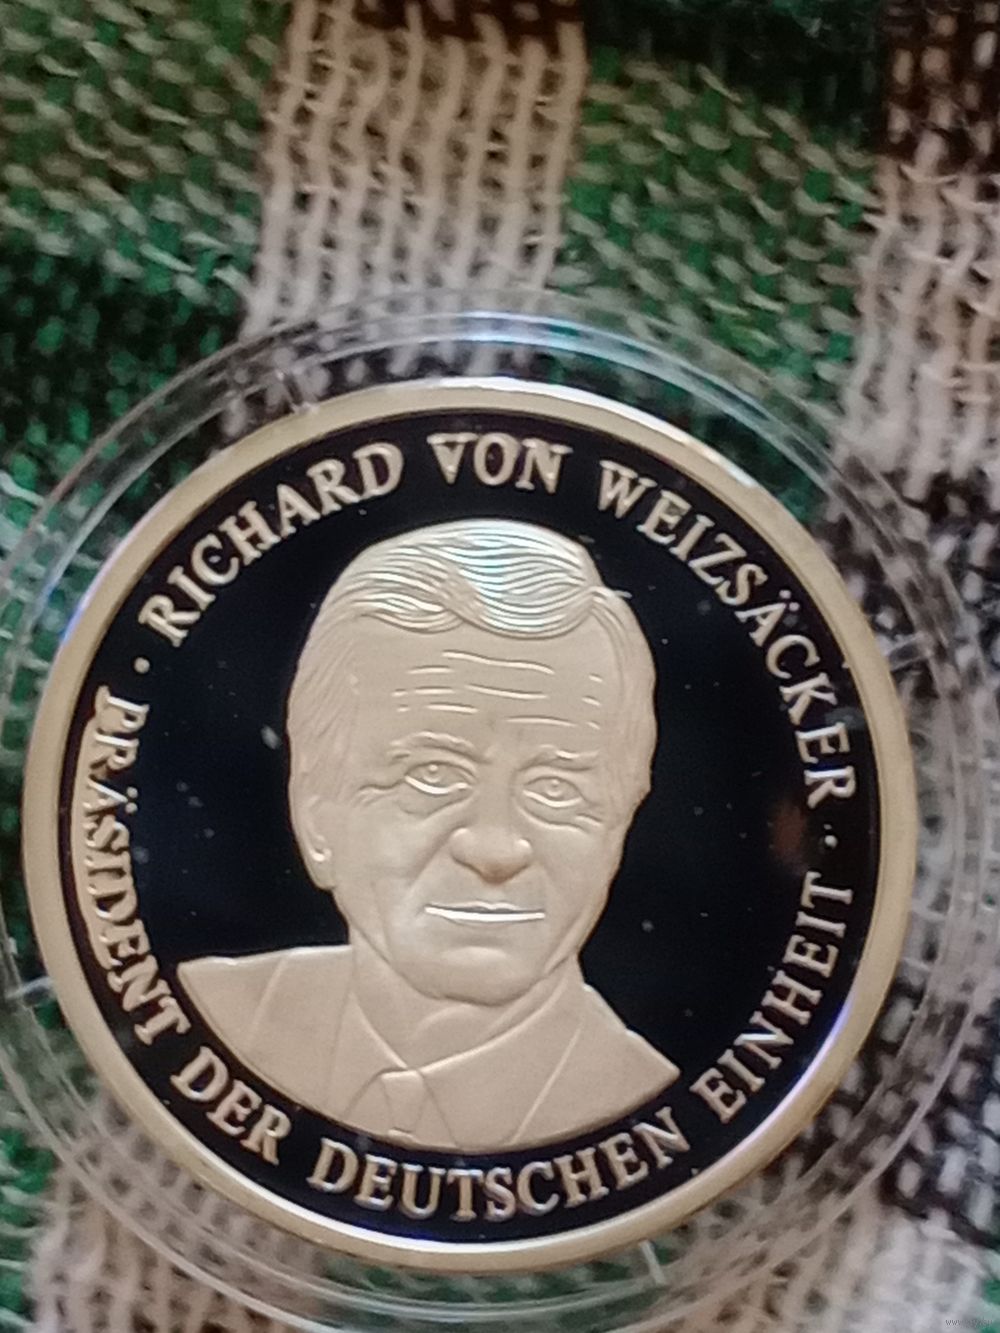 RICHARD VON WEIZSÄCKER ·
PRÄSIDENT DER DEUTSCHEN EINHEIT ·